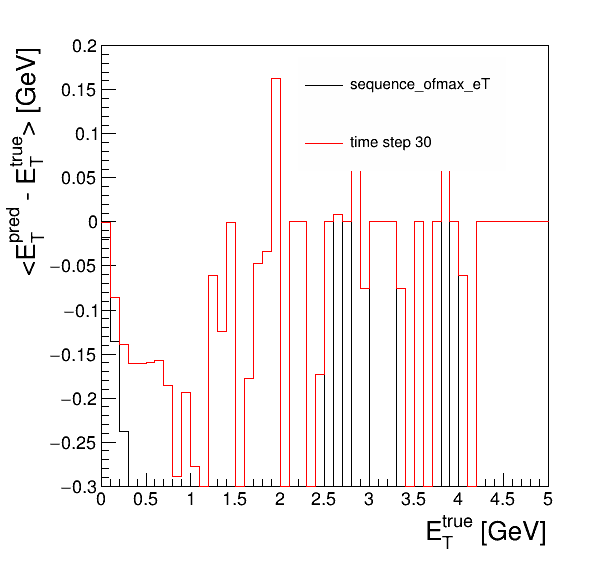 <E_T^pred - E_T^true> [GeV]
0.2
0.15
0.1
0.05
0
−0.05
−0.1
−0.15
−0.2
−0.25
−0.3
sequence_ofmax_eT
time step 30
0 0.5 1 1.5 2 2.5 3 3.5 4 4.5 5
E_T^true [GeV]